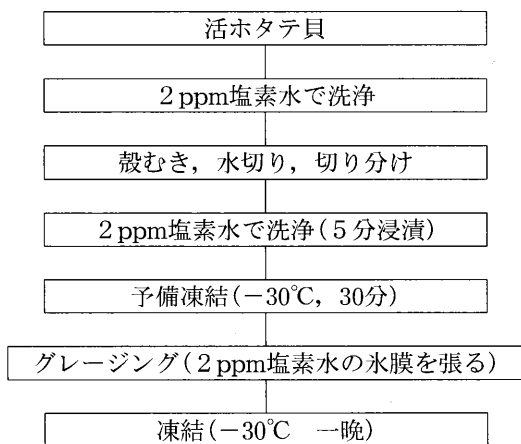 活ホタテ貝
2 ppm塩素水で洗浄
殻むき，水切り，切り分け
2 ppm塩素水で洗浄(5分浸漬)
予備凍結(－30℃，30分)
グレージング(2 ppm塩素水の氷膜を張る)
凍結(－30℃　一晩)